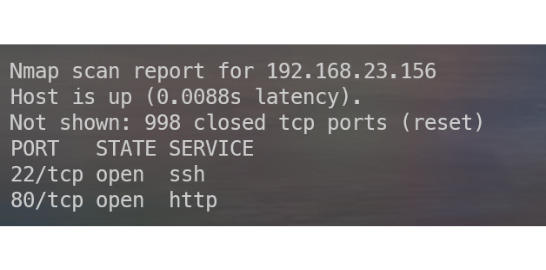 Nmap scan report for 192.168.23.156
Host is up (0.0088s latency).
Not shown: 998 closed tcp ports (reset)
PORT   STATE SERVICE
22/tcp open  ssh
80/tcp open  http